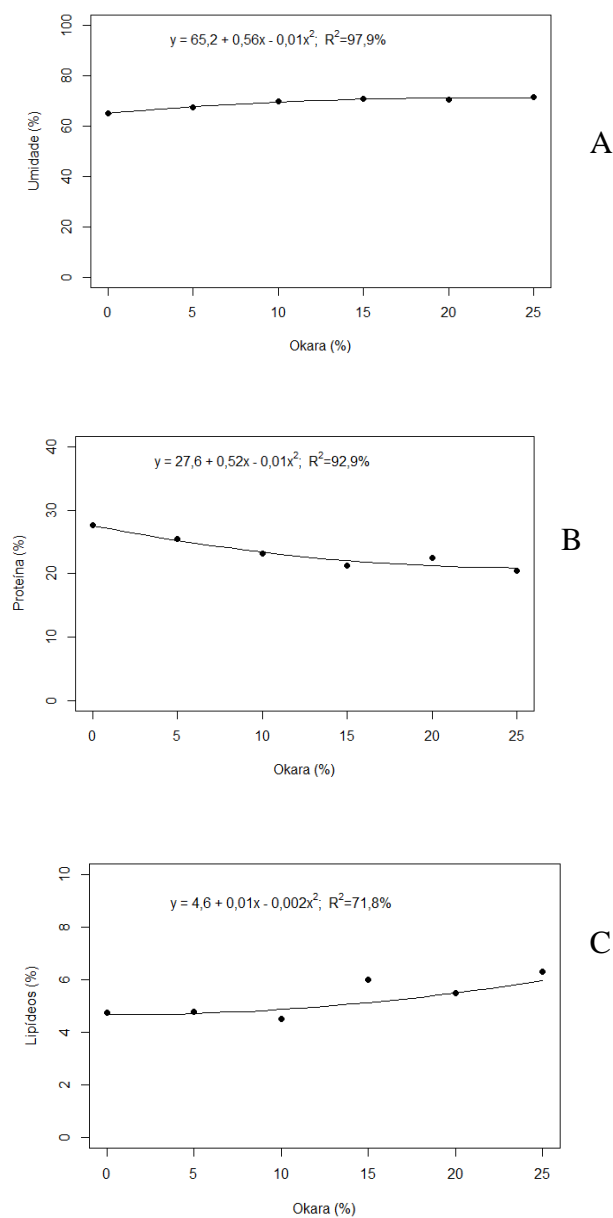 y = 65,2 + 0,56x - 0,01x²; R²=97,9%
100
80
60
40
20
0
Umidade (%)
0 5 10 15 20 25
Okara (%)
A
y = 27,6 + 0,52x - 0,01x²; R²=92,9%
40
30
20
10
0
Proteína (%)
0 5 10 15 20 25
Okara (%)
B
y = 4,6 + 0,01x - 0,002x²; R²=71,8%
10
8
6
4
2
0
Lipídeos (%)
0 5 10 15 20 25
Okara (%)
C